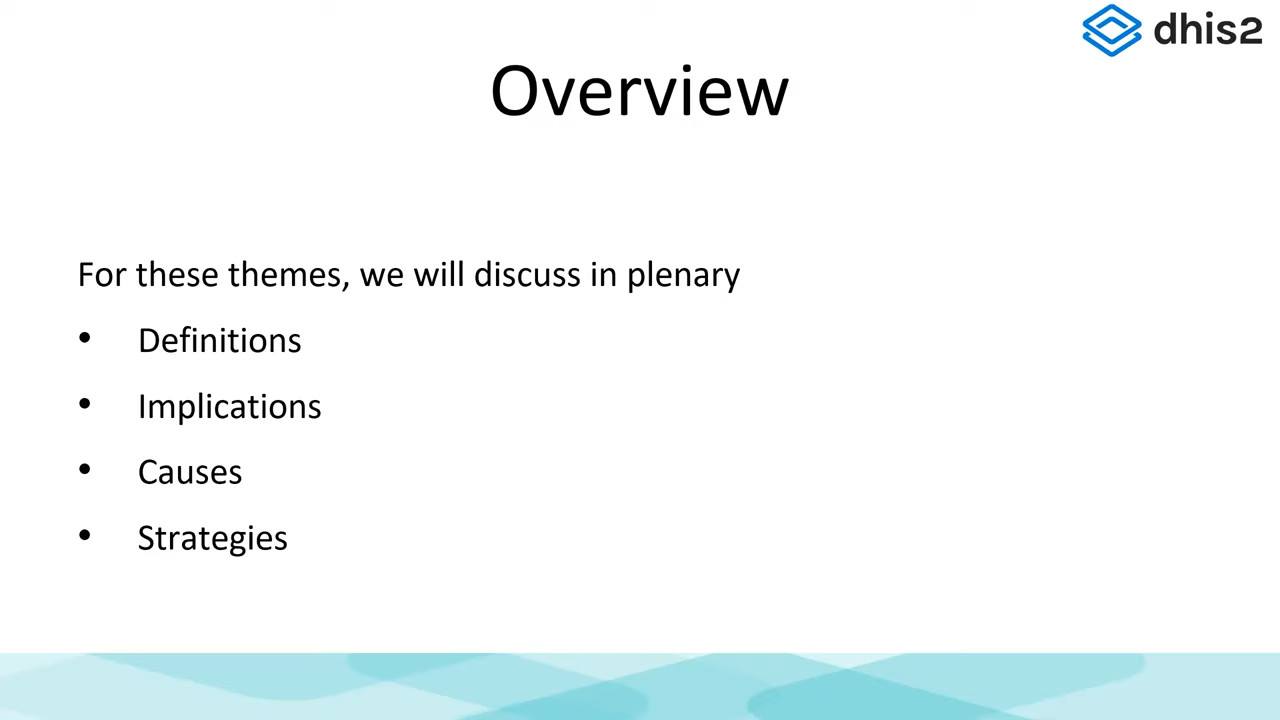 dhis2
Overview
For these themes, we will discuss in plenary
• Definitions
• Implications
• Causes
• Strategies